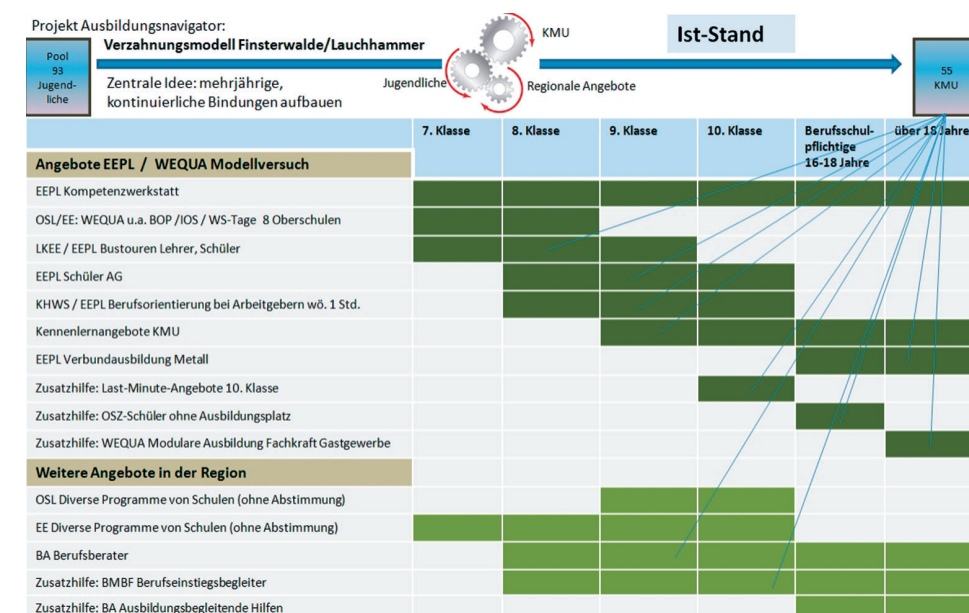 Projekt Ausbildungsnavigator:
Verzahnungsmodell Finsterwalde/Lauchhammer
Zentrale Idee: mehrjährige,
kontinuierliche Bindungen aufbauen
Pool
93
Jugend-
liche
KMU
Jugendliche
Regionale Angebote
Ist-Stand
55
KMU
7. Klasse
8. Klasse
9. Klasse
10. Klasse
Berufsschul-
pflichtige
16-18 Jahre
über 18 Jahre
Angebote EEPL / WEQUA Modellversuch
EEPL Kompetenzwerkstatt
OSL/EE: WEQUA u.a. BOP /IOS / WS-Tage 8 Oberschulen
LKEE / EEPL Bustouren Lehrer, Schüler
EEPL Schüler AG
KHWS / EEPL Berufsorientierung bei Arbeitgebern wö. 1 Std.
Kennenlernangebote KMU
EEPL Verbundausbildung Metall
Zusatzhilfe: Last-Minute-Angebote 10. Klasse
Zusatzhilfe: OSZ-Schüler ohne Ausbildungsplatz
Zusatzhilfe: WEQUA Modulare Ausbildung Fachkraft Gastgewerbe
Weitere Angebote in der Region
OSL Diverse Programme von Schulen (ohne Abstimmung)
EE Diverse Programme von Schulen (ohne Abstimmung)
BA Berufsberater
Zusatzhilfe: BMBF Berufseinstiegsbegleiter
Zusatzhilfe: BA Ausbildungsbegleitende Hilfen